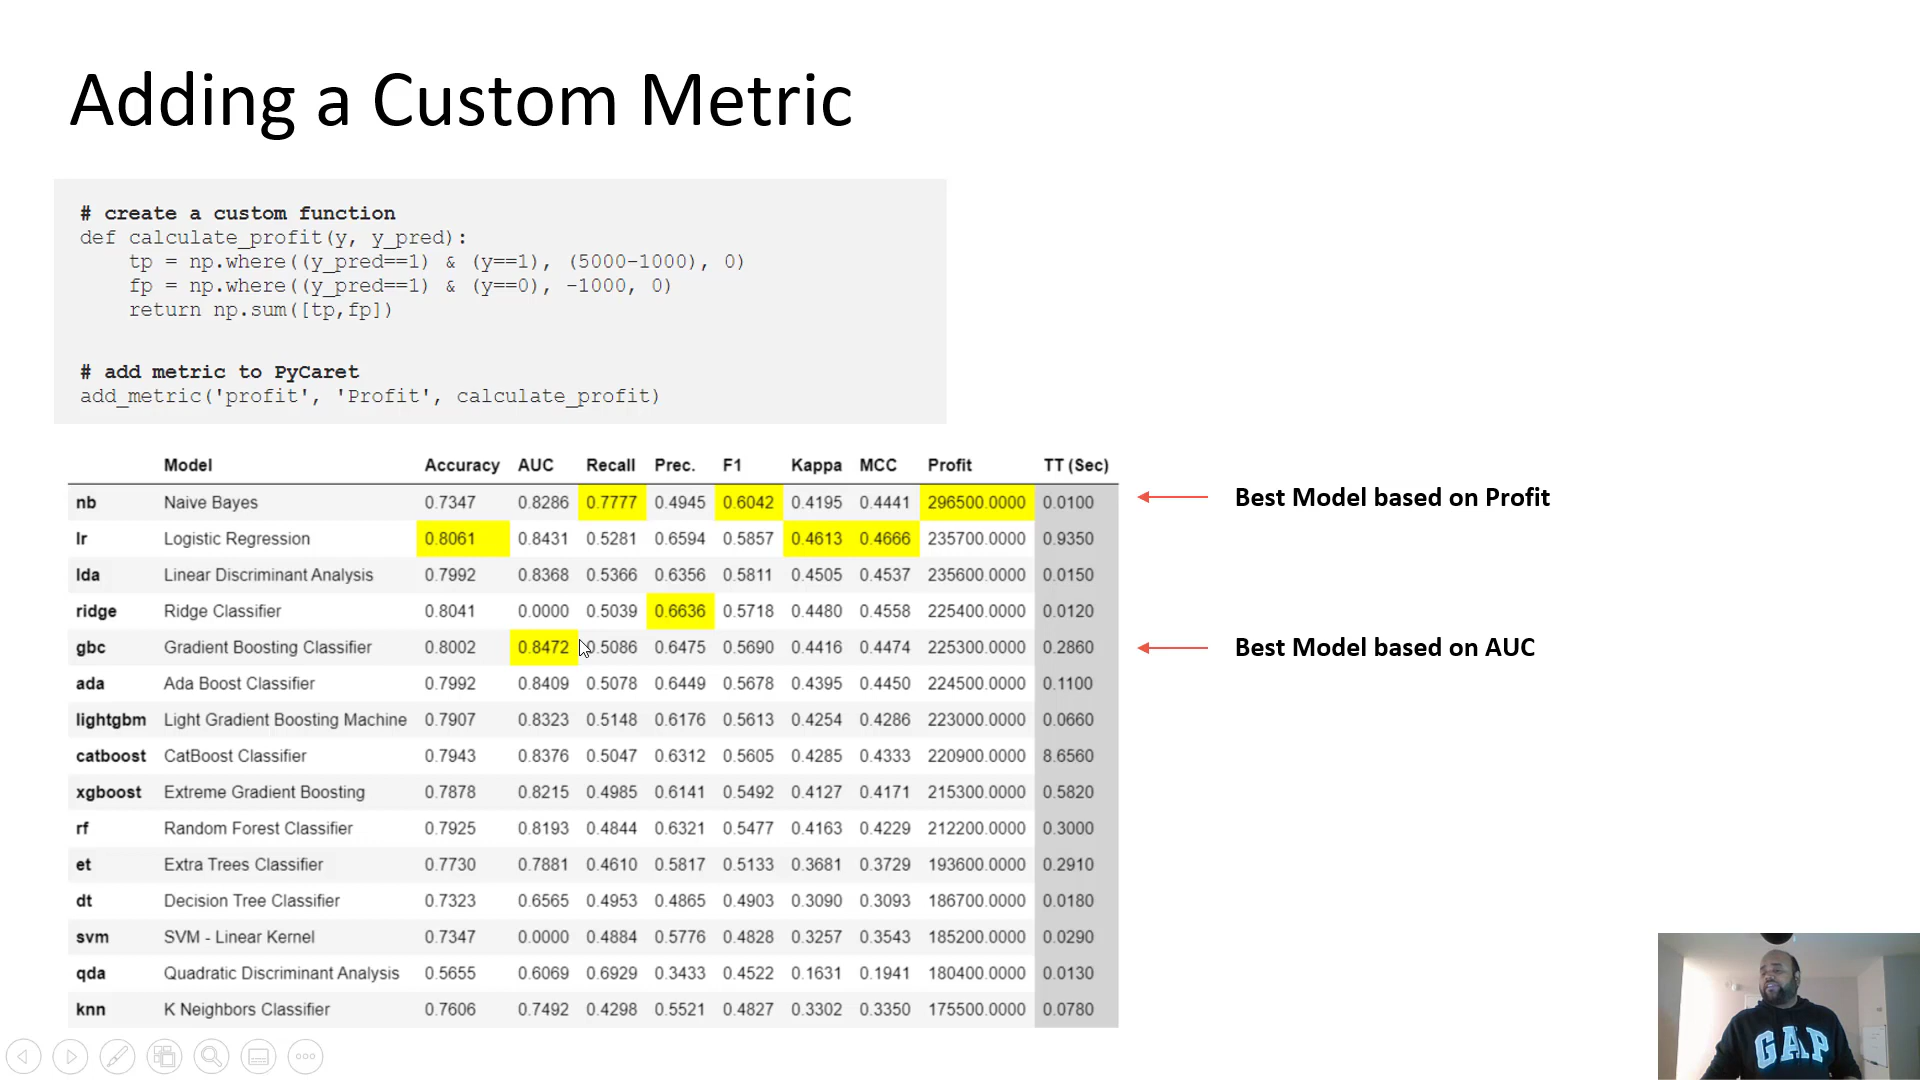 Adding a Custom Metric
# create a custom function
def calculate_profit(y, y_pred):
    tp = np.where((y_pred==1) & (y==1), (5000-1000), 0)
    fp = np.where((y_pred==1) & (y==0), -1000, 0)
    return np.sum([tp,fp])
# add metric to PyCaret
add_metric('profit', 'Profit', calculate_profit)
Model Accuracy AUC Recall Prec. F1 Kappa MCC Profit TT (Sec)
nb Naive Bayes 0.7347 0.8286 0.7777 0.4945 0.6042 0.4195 0.4441 296500.0000 0.0100 Best Model based on Profit
lr Logistic Regression 0.8061 0.8431 0.5281 0.6594 0.5857 0.4613 0.4666 235700.0000 0.9350
lda Linear Discriminant Analysis 0.7992 0.8368 0.5366 0.6356 0.5811 0.4505 0.4537 235600.0000 0.0150
ridge Ridge Classifier 0.8041 0.0000 0.5039 0.6636 0.5718 0.4480 0.4558 225400.0000 0.0120
gbc Gradient Boosting Classifier 0.8002 0.8472 0.5086 0.6475 0.5690 0.4416 0.4474 225300.0000 0.2860 Best Model based on AUC
ada Ada Boost Classifier 0.7992 0.8409 0.5078 0.6449 0.5678 0.4395 0.4450 224500.0000 0.1100
lightgbm Light Gradient Boosting Machine 0.7907 0.8323 0.5148 0.6176 0.5613 0.4254 0.4286 223000.0000 0.0660
catboost CatBoost Classifier 0.7943 0.8376 0.5047 0.6312 0.5605 0.4285 0.4333 220900.0000 8.6560
xgboost Extreme Gradient Boosting 0.7878 0.8215 0.4985 0.6141 0.5492 0.4127 0.4171 215300.0000 0.5820
rf Random Forest Classifier 0.7925 0.8193 0.4844 0.6321 0.5477 0.4163 0.4229 212200.0000 0.3000
et Extra Trees Classifier 0.7730 0.7881 0.4610 0.5817 0.5133 0.3681 0.3729 193600.0000 0.2910
dt Decision Tree Classifier 0.7323 0.6565 0.4953 0.4865 0.4903 0.3090 0.3093 186700.0000 0.0180
svm SVM - Linear Kernel 0.7347 0.0000 0.4884 0.5776 0.4828 0.3257 0.3543 185200.0000 0.0290
qda Quadratic Discriminant Analysis 0.5655 0.6069 0.6929 0.3433 0.4522 0.1631 0.1941 180400.0000 0.0130
knn K Neighbors Classifier 0.7606 0.7492 0.4298 0.5521 0.4827 0.3302 0.3350 175500.0000 0.0780
GAP